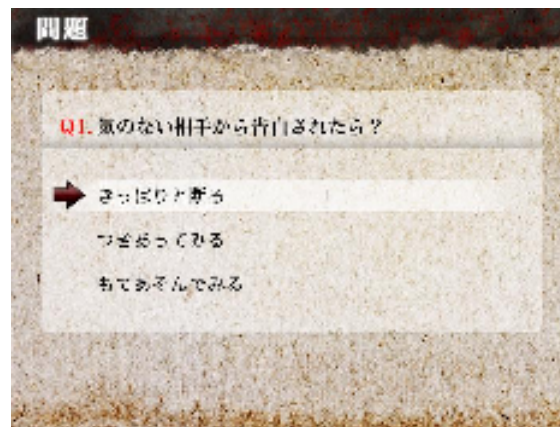 問題
Q1. 気のない相手から告白されたら？
きっぱりと断る
つきあってみる
もてあそんでみる